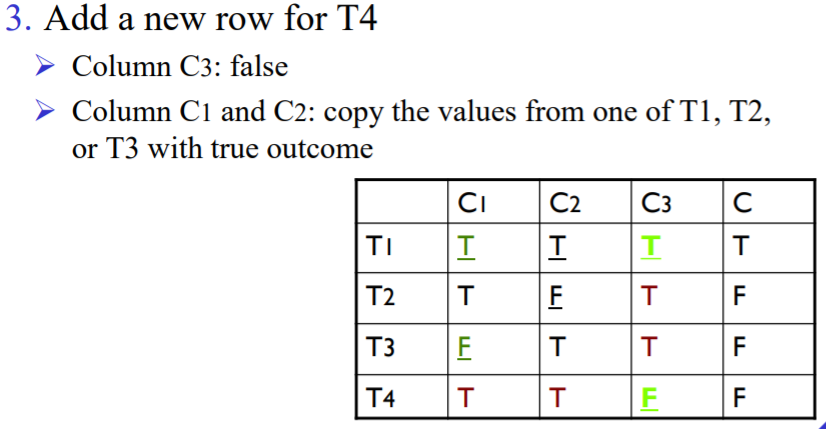 3. Add a new row for T4
➢ Column C3: false
➢ Column C1 and C2: copy the values from one of T1, T2,
or T3 with true outcome
C1 C2 C3 C
T1 T T T T
T2 T F T F
T3 F T T F
T4 T T F F